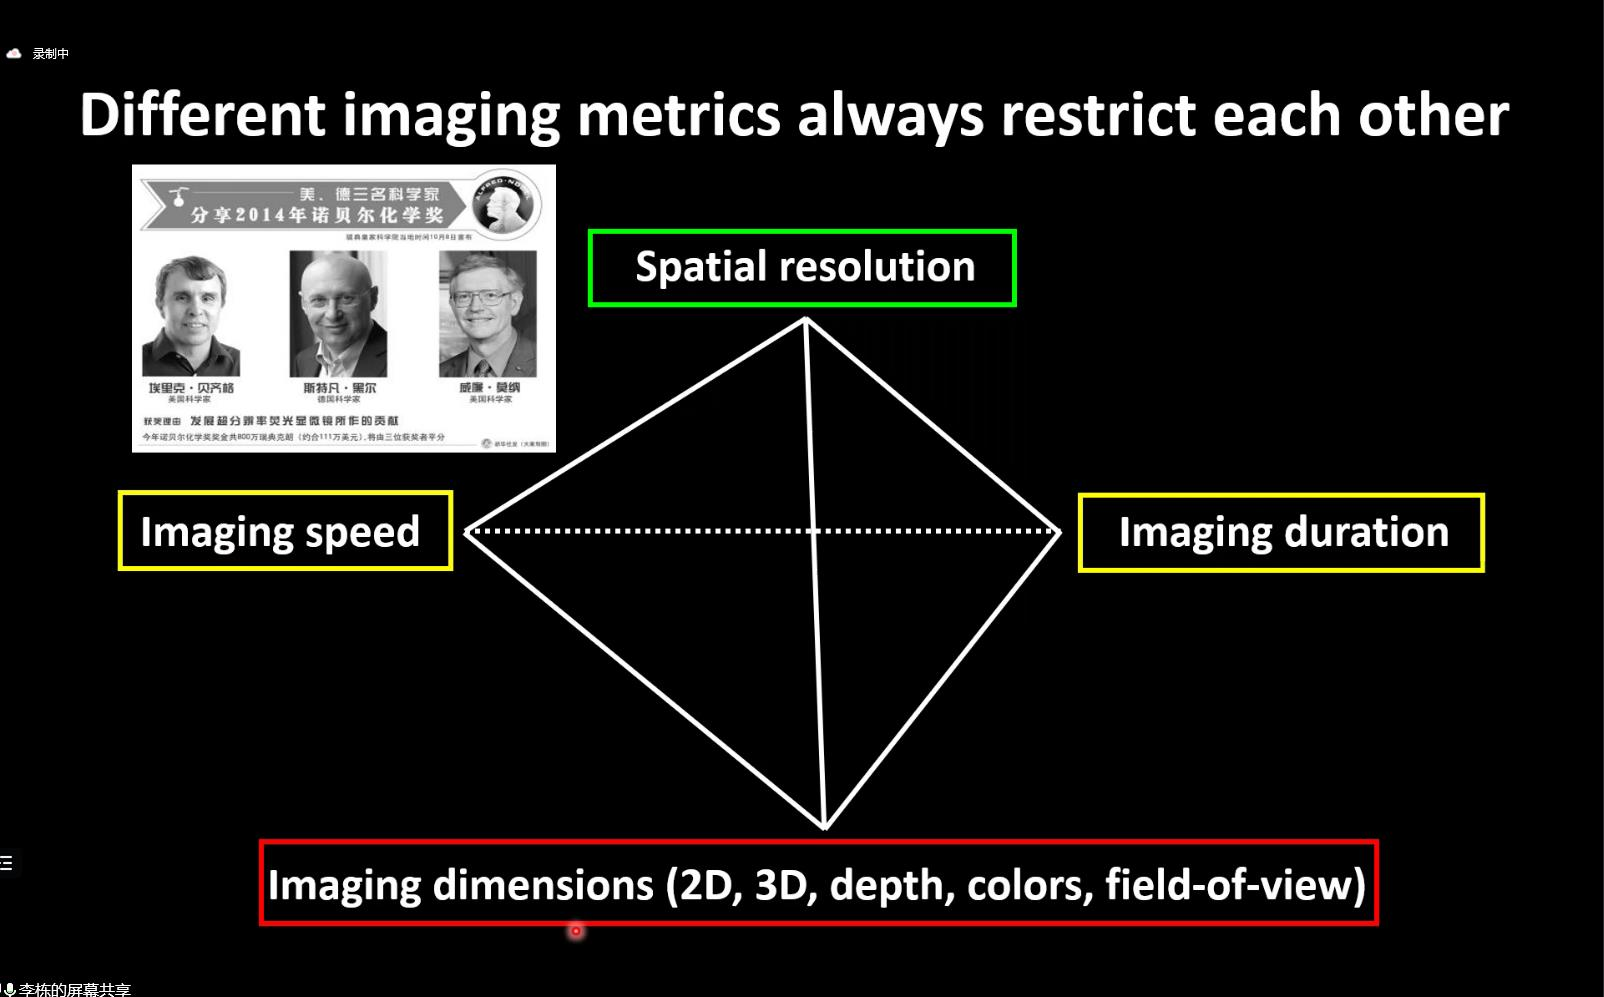 录制中
Different imaging metrics always restrict each other
美、德三名科学家
分享2014年诺贝尔化学奖
瑞典皇家科学院当地时间10月8日宣布
埃里克·贝齐格
美国科学家
斯特凡·黑尔
德国科学家
威廉·莫纳
美国科学家
获奖理由 发展超分辨率荧光显微镜所作的贡献
今年诺贝尔化学奖奖金共800万瑞典克朗（约合111万美元），将由三位获奖者平分
Spatial resolution
Imaging speed
Imaging duration
Imaging dimensions (2D, 3D, depth, colors, field-of-view)
李栋的屏幕共享